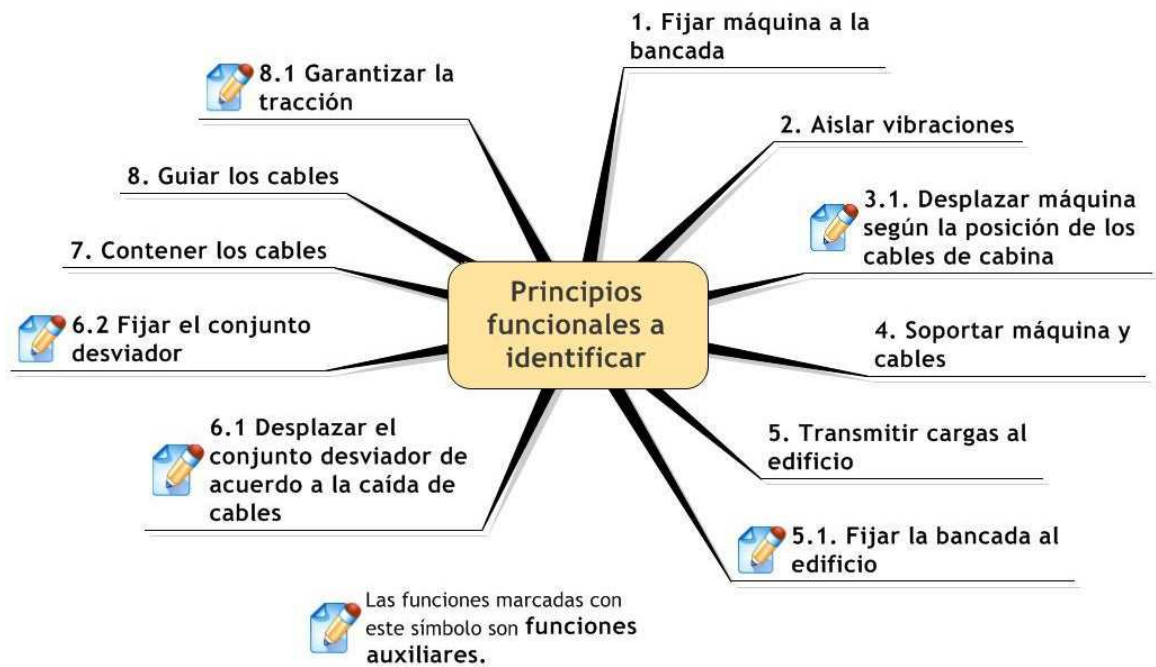 Principios
funcionales a
identificar
1. Fijar máquina a la
bancada
2. Aislar vibraciones
3.1. Desplazar máquina
según la posición de los
cables de cabina
4. Soportar máquina y
cables
5. Transmitir cargas al
edificio
5.1. Fijar la bancada al
edificio
6.1 Desplazar el
conjunto desviador de
acuerdo a la caída de
cables
6.2 Fijar el conjunto
desviador
7. Contener los cables
8. Guiar los cables
8.1 Garantizar la
tracción
Las funciones marcadas con
este símbolo son funciones
auxiliares.